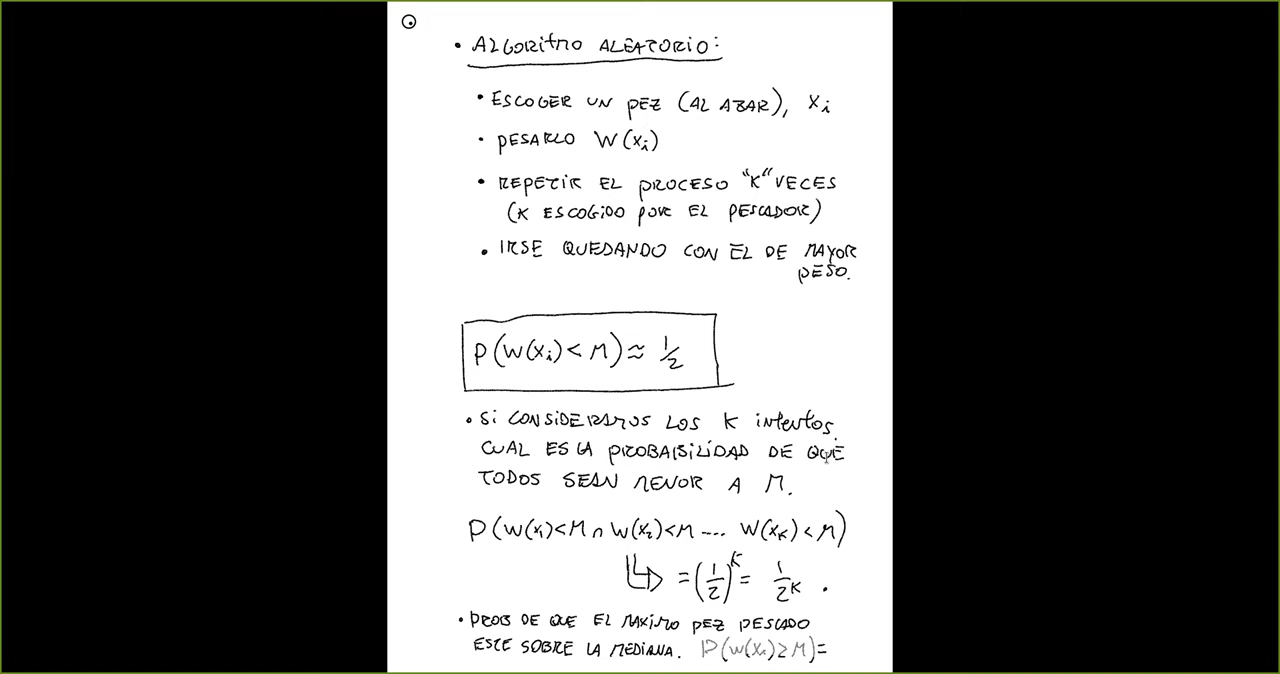 • ALGORITMO ALEATORIO:
• ESCOGER UN PEZ (AL AZAR), Xi
• PESARLO W(xi)
• REPETIR EL PROCESO "K" VECES
(K ESCOGIDO POR EL PESCADOR)
• IRSE QUEDANDO CON EL DE MAYOR
PESO.
P(W(xi) < M) ≈ 1/2
• Si CONSIDERAMOS LOS K intentos.
CUAL ES LA PROBABILIDAD DE QUE
TODOS SEAN MENOR A M.
P(W(x1)<M ∩ W(x2)<M .... W(xK)<M)
= (1/2)^K = 1/2^K .
• PROB DE QUE EL MAXIMO PEZ PESCADO
ESTE SOBRE LA MEDIANA. P(W(xi) ≥ M) =